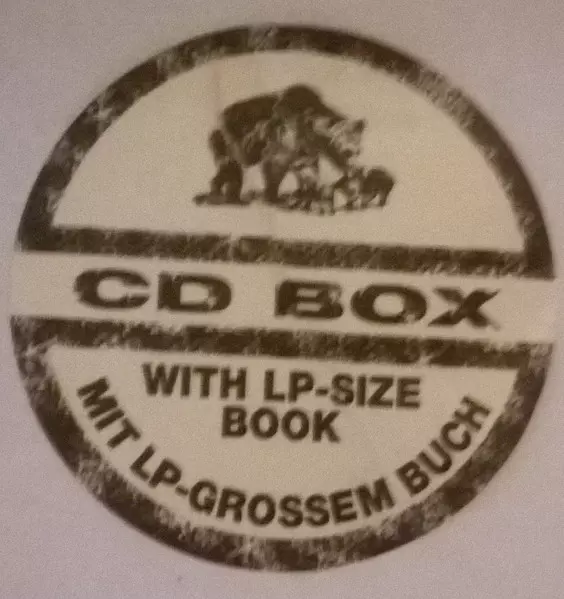 CD BOX
WITH LP-SIZE
BOOK
MIT LP-GROSSEM BUCH